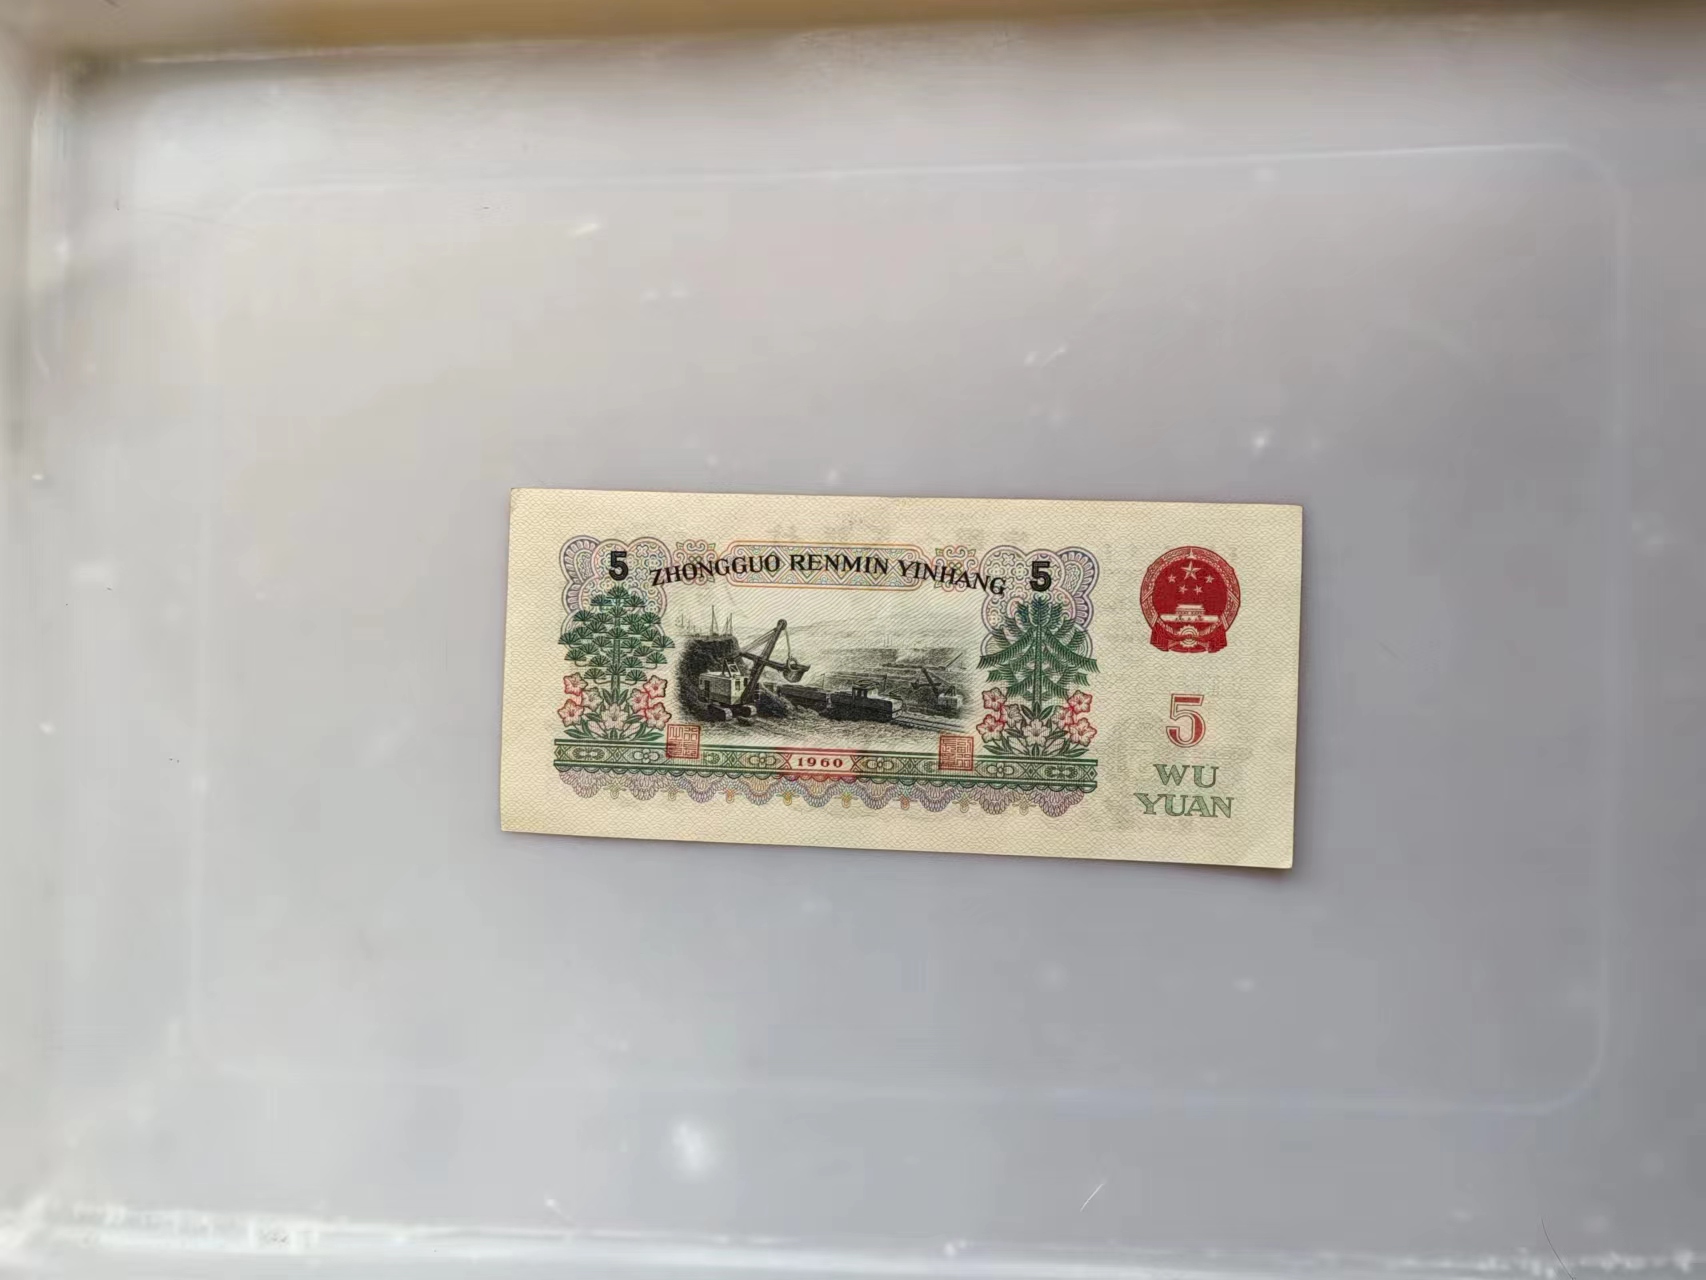 5 ZHONGGUO RENMIN YINHANG 5
1960
5
WU
YUAN